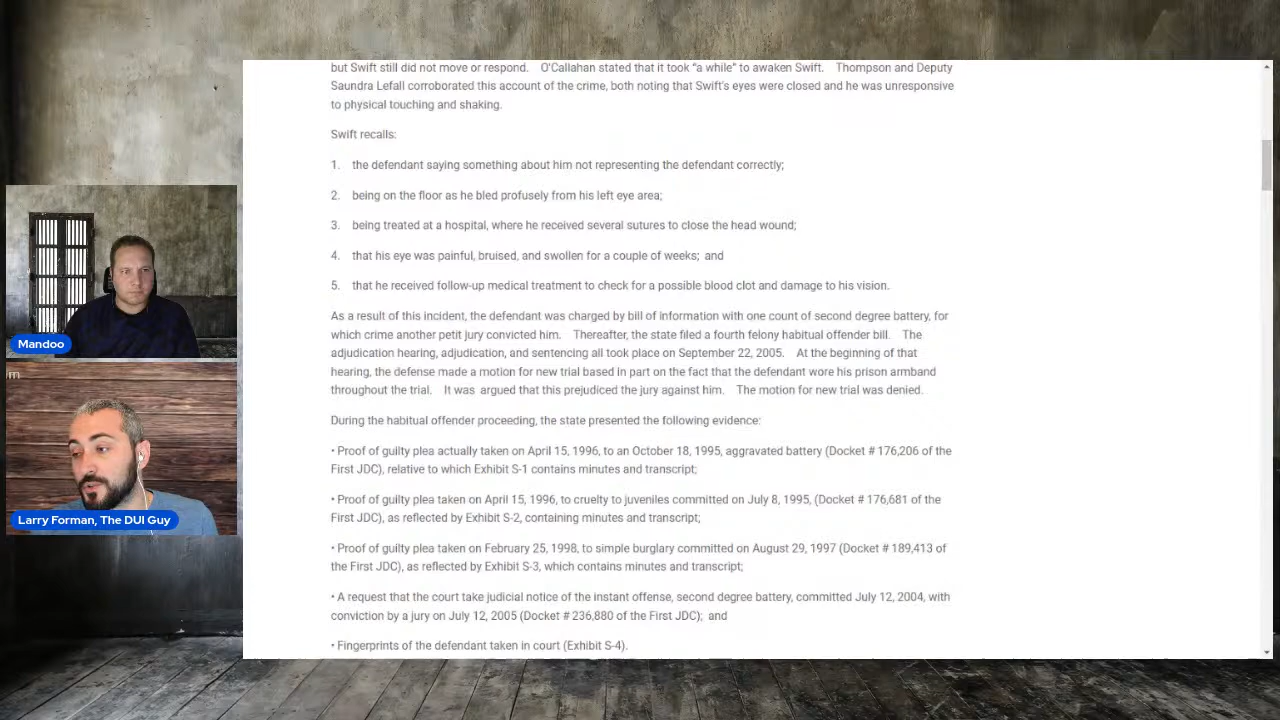 but Swift still did not move or respond. O'Callahan stated that it took "a while" to awaken Swift. Thompson and Deputy
Saundra Lefall corroborated this account of the crime, both noting that Swift's eyes were closed and he was unresponsive
to physical touching and shaking.
Swift recalls:
1. the defendant saying something about him not representing the defendant correctly;
2. being on the floor as he bled profusely from his left eye area;
3. being treated at a hospital, where he received several sutures to close the head wound;
4. that his eye was painful, bruised, and swollen for a couple of weeks; and
5. that he received follow-up medical treatment to check for a possible blood clot and damage to his vision.
As a result of this incident, the defendant was charged by bill of information with one count of second degree battery, for
which crime another petit jury convicted him. Thereafter, the state filed a fourth felony habitual offender bill. The
adjudication hearing, adjudication, and sentencing all took place on September 22, 2005. At the beginning of that
hearing, the defense made a motion for new trial based in part on the fact that the defendant wore his prison armband
throughout the trial. It was argued that this prejudiced the jury against him. The motion for new trial was denied.
During the habitual offender proceeding, the state presented the following evidence:
• Proof of guilty plea actually taken on April 15, 1996, to an October 18, 1995, aggravated battery (Docket # 176,206 of the
First JDC), relative to which Exhibit S-1 contains minutes and transcript;
• Proof of guilty plea taken on April 15, 1996, to cruelty to juveniles committed on July 8, 1995, (Docket # 176,681 of the
First JDC), as reflected by Exhibit S-2, containing minutes and transcript;
• Proof of guilty plea taken on February 25, 1998, to simple burglary committed on August 29, 1997 (Docket # 189,413 of
the First JDC), as reflected by Exhibit S-3, which contains minutes and transcript;
• A request that the court take judicial notice of the instant offense, second degree battery, committed July 12, 2004, with
conviction by a jury on July 12, 2005 (Docket # 236,880 of the First JDC); and
• Fingerprints of the defendant taken in court (Exhibit S-4).
Mandoo
m
Larry Forman, The DUI Guy